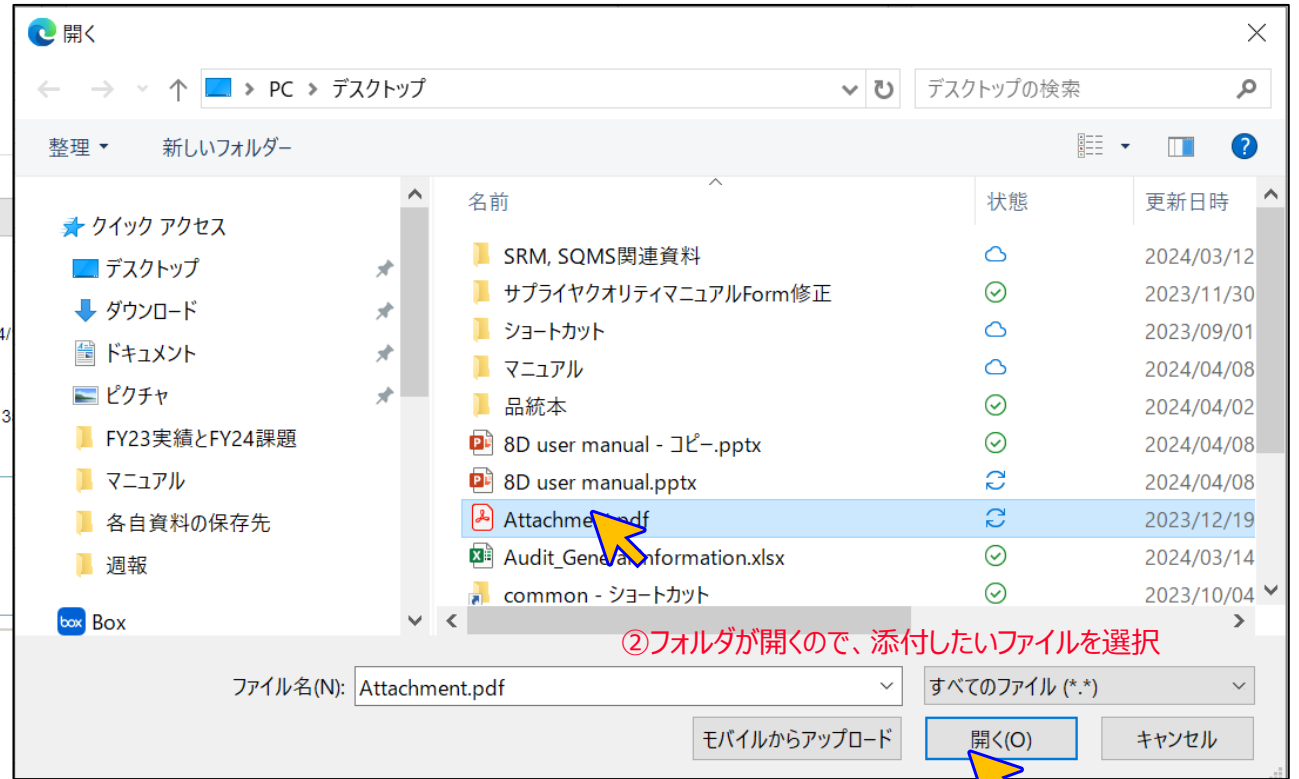 開く
PC > デスクトップ
デスクトップの検索
整理
新しいフォルダー
クイック アクセス
デスクトップ
ダウンロード
ドキュメント
ピクチャ
FY23実績とFY24課題
マニュアル
各自資料の保存先
週報
Box
名前 状態 更新日時
SRM, SQMS関連資料 2024/03/12
サプライヤクオリティマニュアルForm修正 2023/11/30
ショートカット 2023/09/01
マニュアル 2024/04/08
品統本 2024/04/02
8D user manual - コピー.pptx 2024/04/08
8D user manual.pptx 2024/04/08
Attachment.pdf 2023/12/19
Audit_General information.xlsx 2024/03/14
common - ショートカット 2023/10/04
②フォルダが開くので、添付したいファイルを選択
ファイル名(N): Attachment.pdf すべてのファイル (*.*)
モバイルからアップロード 開く(O) キャンセル